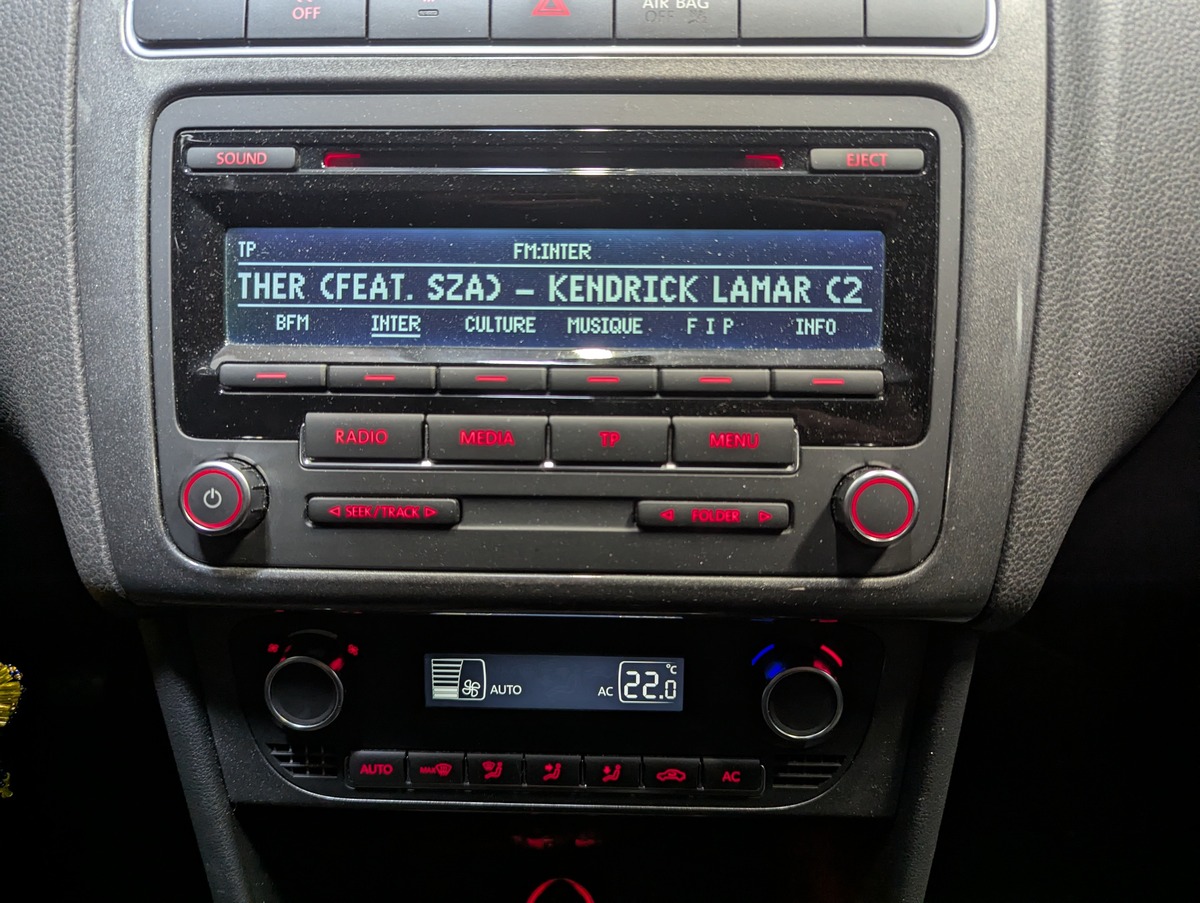 OFF
AIR BAG
OFF
SOUND
EJECT
TP FM:INTER
THER (FEAT. SZA) - KENDRICK LAMAR (2
BFM INTER CULTURE MUSIQUE F I P INFO
RADIO MEDIA TP MENU
SEEK/TRACK FOLDER
AUTO AC 22.0 °C
AUTO MAX AC